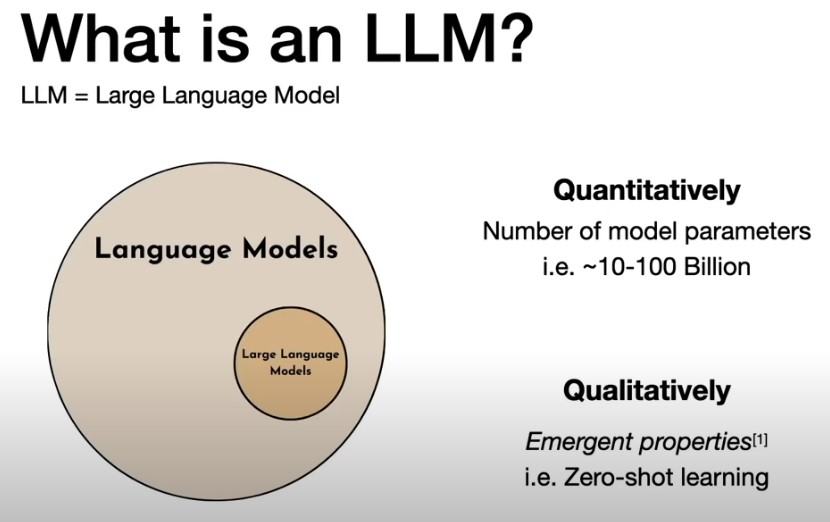 What is an LLM?
LLM = Large Language Model
Language Models
Large Language
Models
Quantitatively
Number of model parameters
i.e. ~10-100 Billion
Qualitatively
Emergent properties[1]
i.e. Zero-shot learning